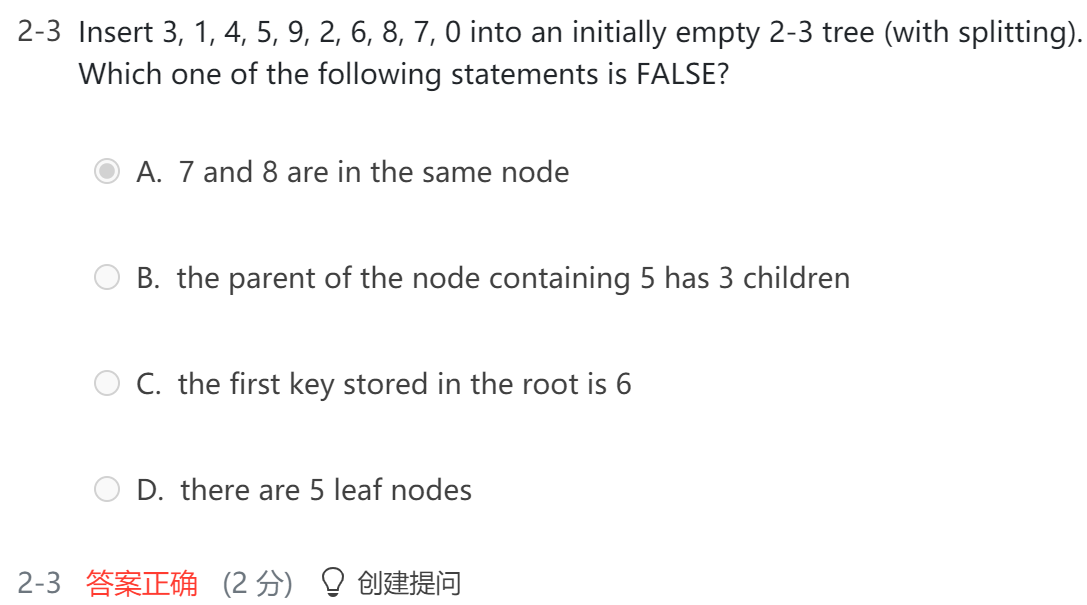 2-3 Insert 3, 1, 4, 5, 9, 2, 6, 8, 7, 0 into an initially empty 2-3 tree (with splitting).
Which one of the following statements is FALSE?
A. 7 and 8 are in the same node
B. the parent of the node containing 5 has 3 children
C. the first key stored in the root is 6
D. there are 5 leaf nodes
2-3 答案正确 (2 分) 创建提问